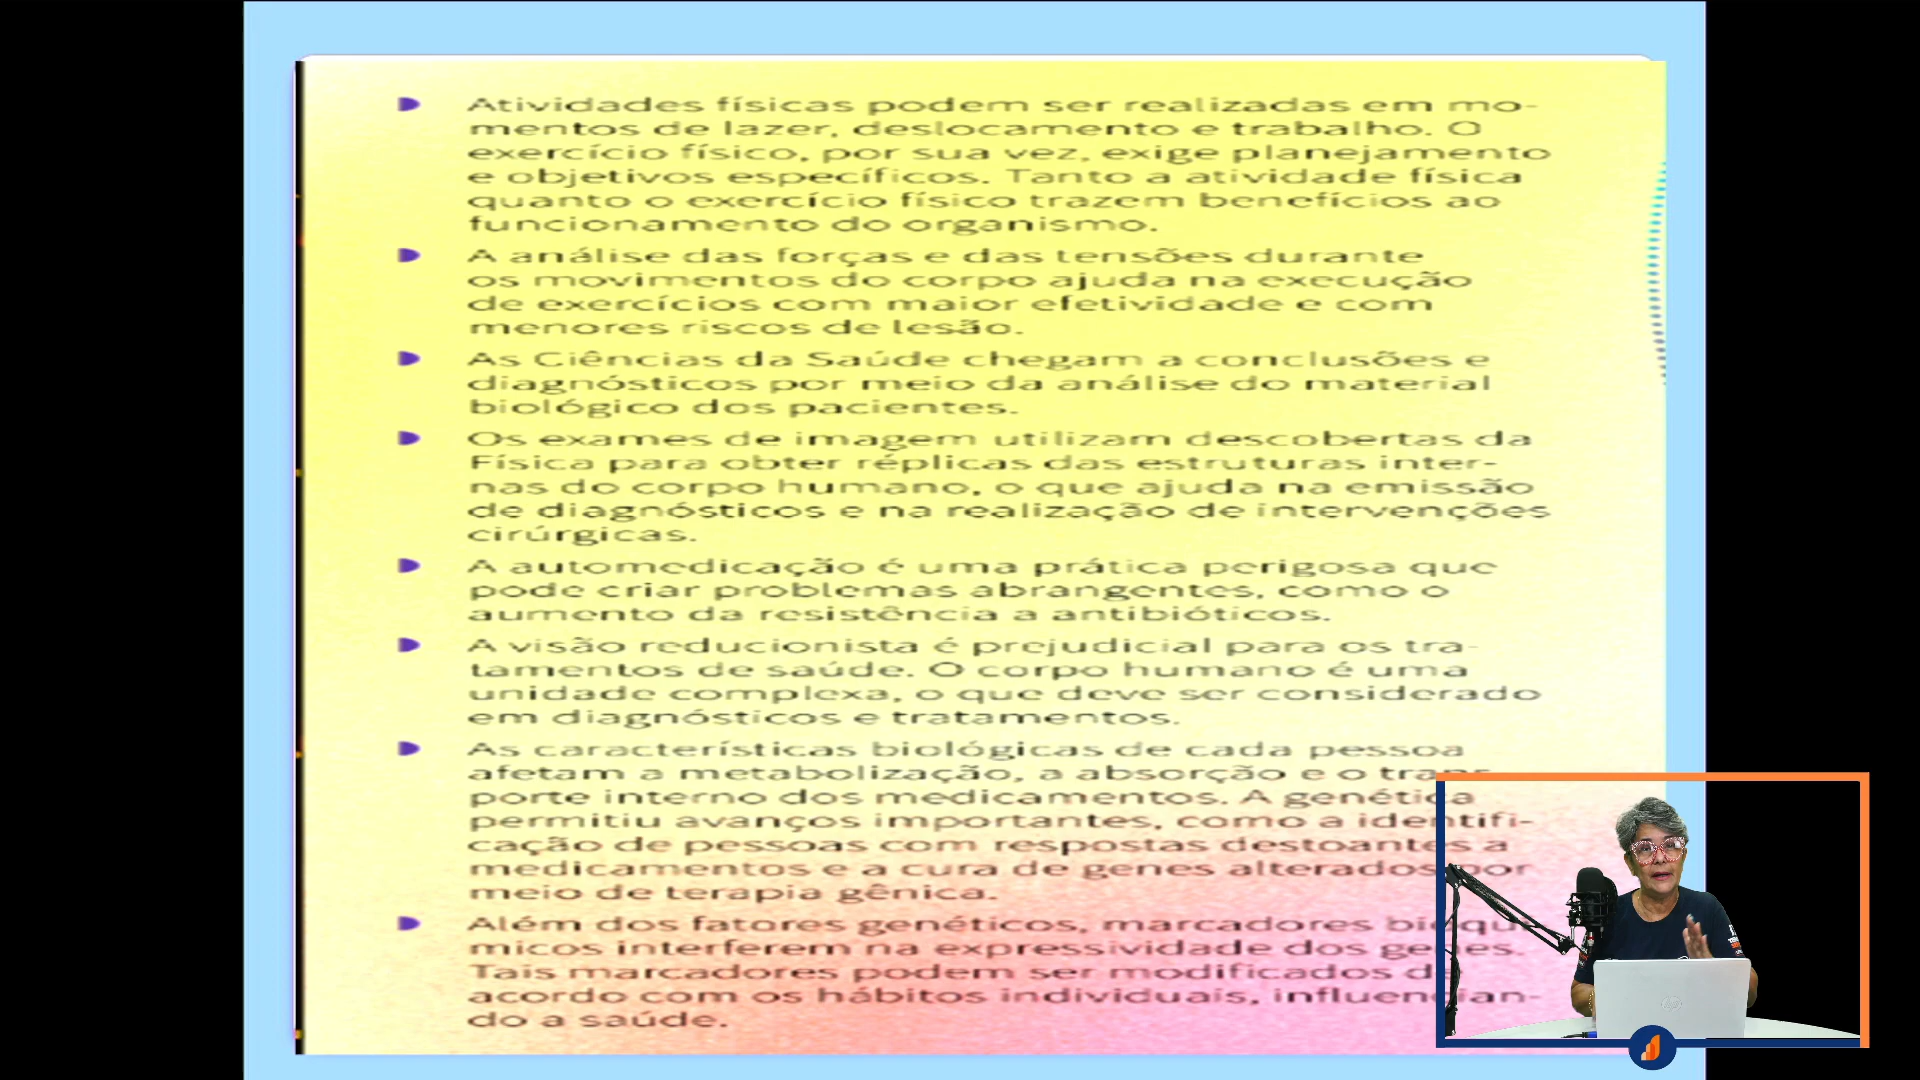 Atividades físicas podem ser realizadas em mo-
mentos de lazer, deslocamento e trabalho. O
exercício físico, por sua vez, exige planejamento
e objetivos específicos. Tanto a atividade física
quanto o exercício físico trazem benefícios ao
funcionamento do organismo.
A análise das forças e das tensões durante
os movimentos do corpo ajuda na execução
de exercícios com maior efetividade e com
menores riscos de lesão.
As Ciências da Saúde chegam a conclusões e
diagnósticos por meio da análise do material
biológico dos pacientes.
Os exames de imagem utilizam descobertas da
Física para obter réplicas das estruturas inter-
nas do corpo humano, o que ajuda na emissão
de diagnósticos e na realização de intervenções
cirúrgicas.
A automedicação é uma prática perigosa que
pode criar problemas abrangentes, como o
aumento da resistência a antibióticos.
A visão reducionista é prejudicial para os tra-
tamentos de saúde. O corpo humano é uma
unidade complexa, o que deve ser considerado
em diagnósticos e tratamentos.
As características biológicas de cada pessoa
afetam a metabolização, a absorção e o trans-
porte interno dos medicamentos. A genética
permitiu avanços importantes, como a identifi-
cação de pessoas com respostas destoantes a
medicamentos e a cura de genes alterados por
meio de terapia gênica.
Além dos fatores genéticos, marcadores bioquí-
micos interferem na expressividade dos genes.
Tais marcadores podem ser modificados de
acordo com os hábitos individuais, influencian-
do a saúde.